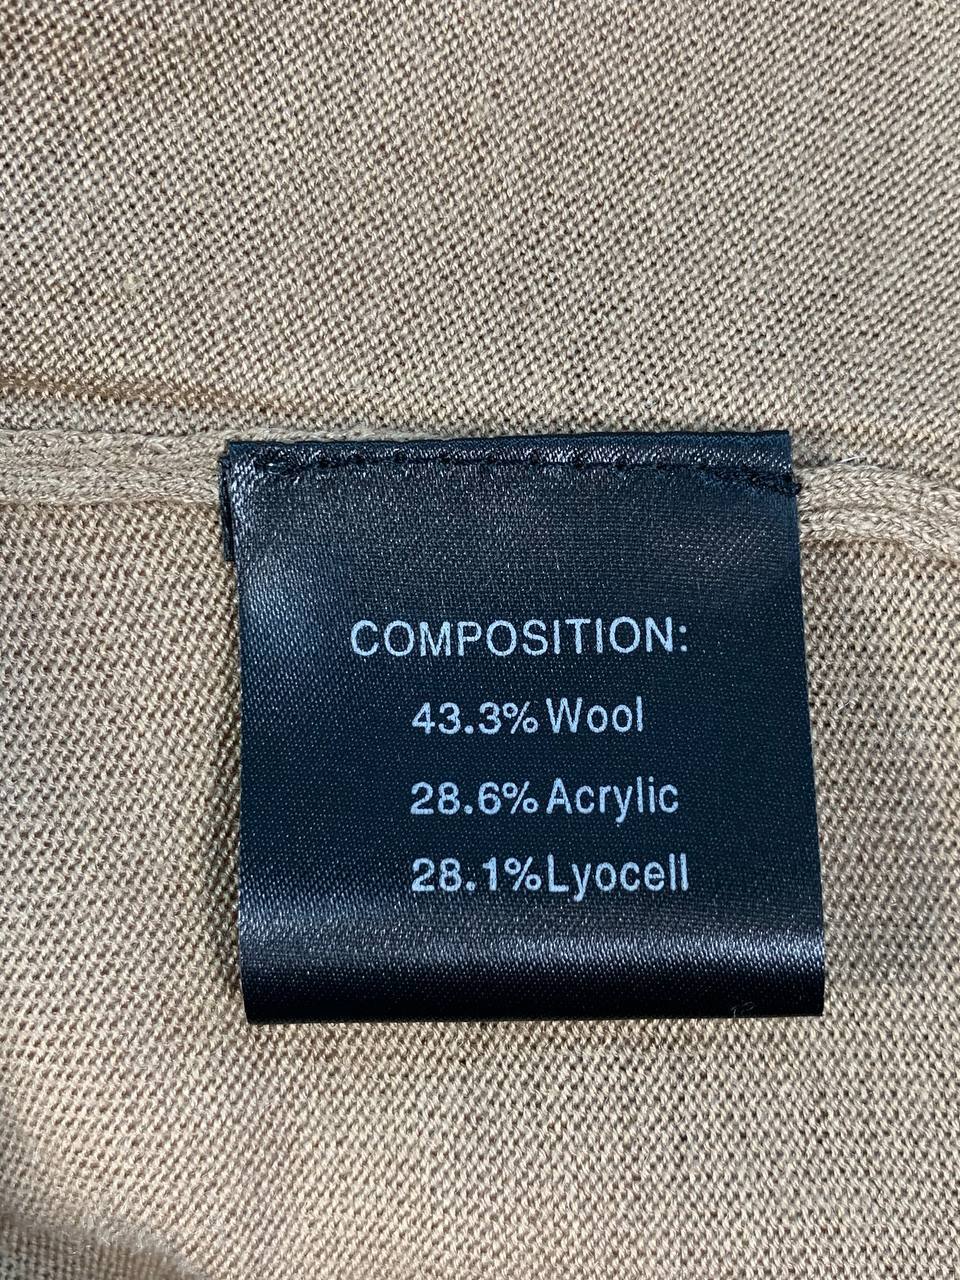 COMPOSITION:
43.3% Wool
28.6% Acrylic
28.1% Lyocell